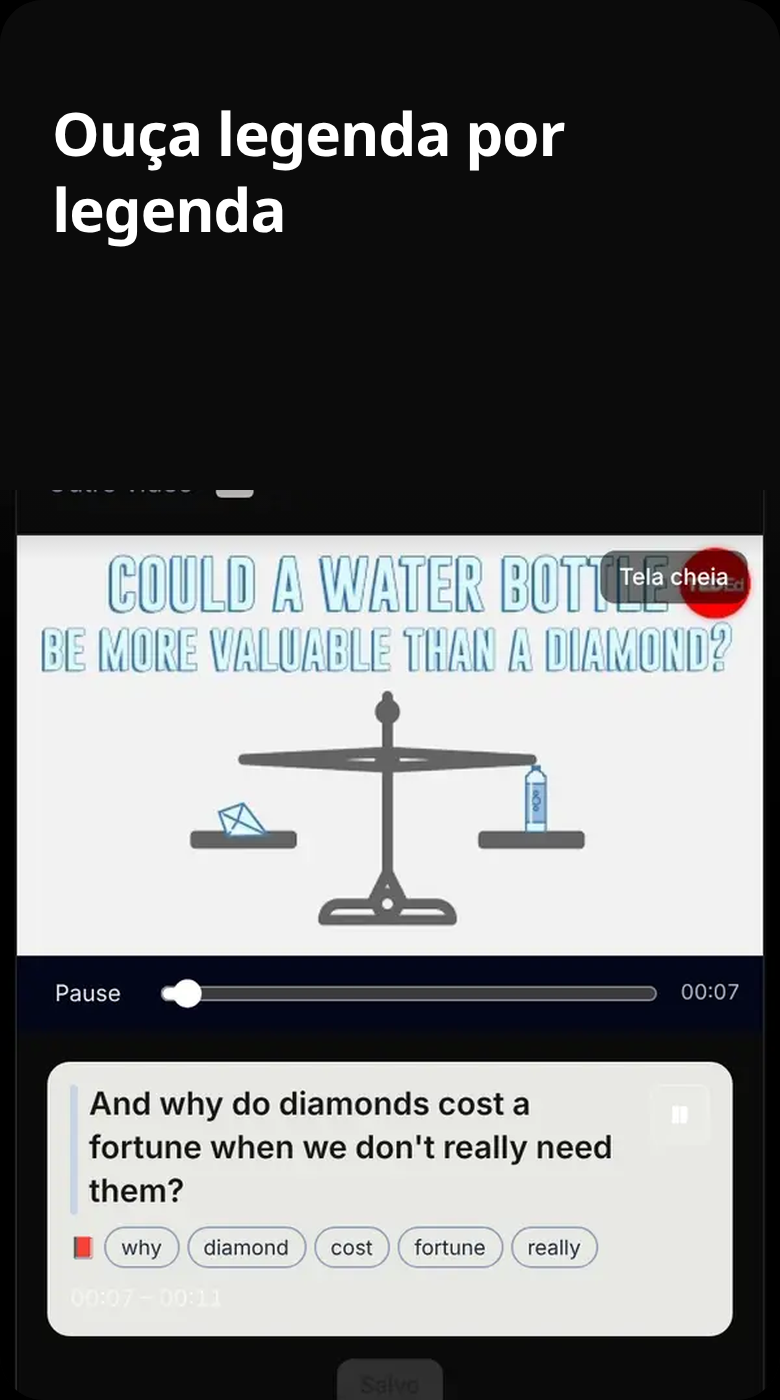 Ouça legenda por
legenda
COULD A WATER BOTTLE
Tela cheia
BE MORE VALUABLE THAN A DIAMOND?
Pause
00:07
And why do diamonds cost a
fortune when we don't really need
them?
why diamond cost fortune really
00:07 – 00:11
Salvo